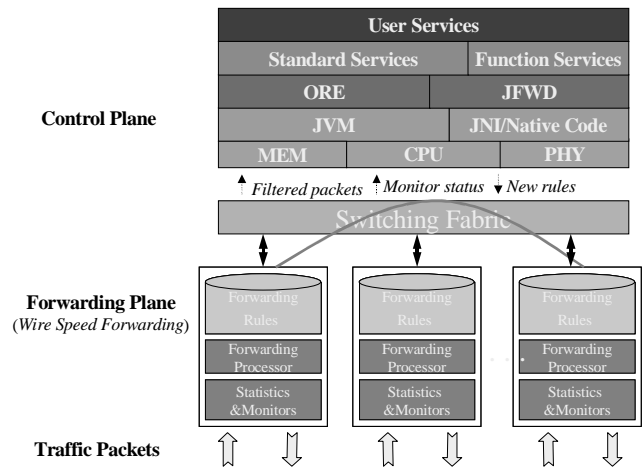 User Services
Standard Services Function Services
ORE JFWD
Control Plane
JVM JNI/Native Code
MEM CPU PHY
Filtered packets Monitor status New rules
Switching Fabric
Forwarding Rules Forwarding Rules Forwarding Rules
Forwarding Plane
(Wire Speed Forwarding)
Forwarding Processor Forwarding Processor . . . Forwarding Processor
Statistics &Monitors Statistics &Monitors Statistics &Monitors
Traffic Packets